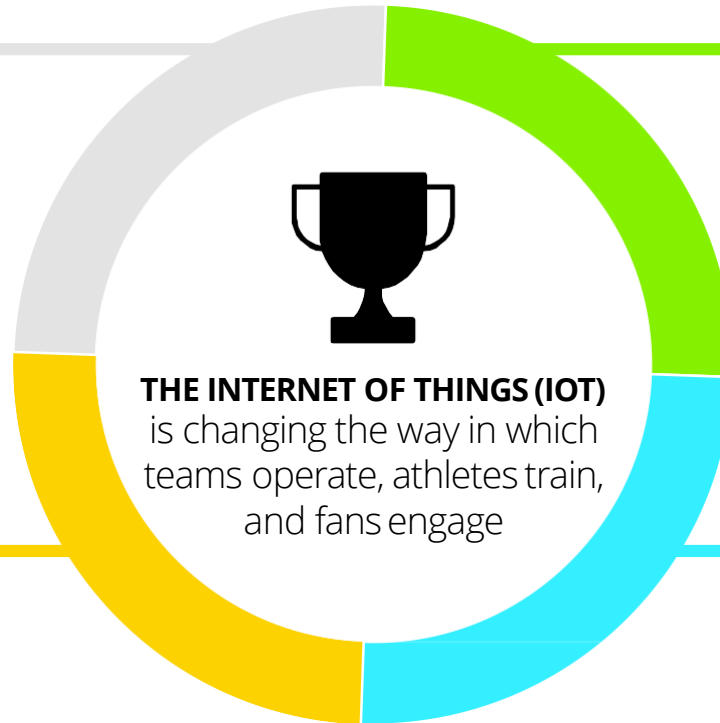 THE INTERNET OF THINGS (IOT)
is changing the way in which
teams operate, athletes train,
and fans engage